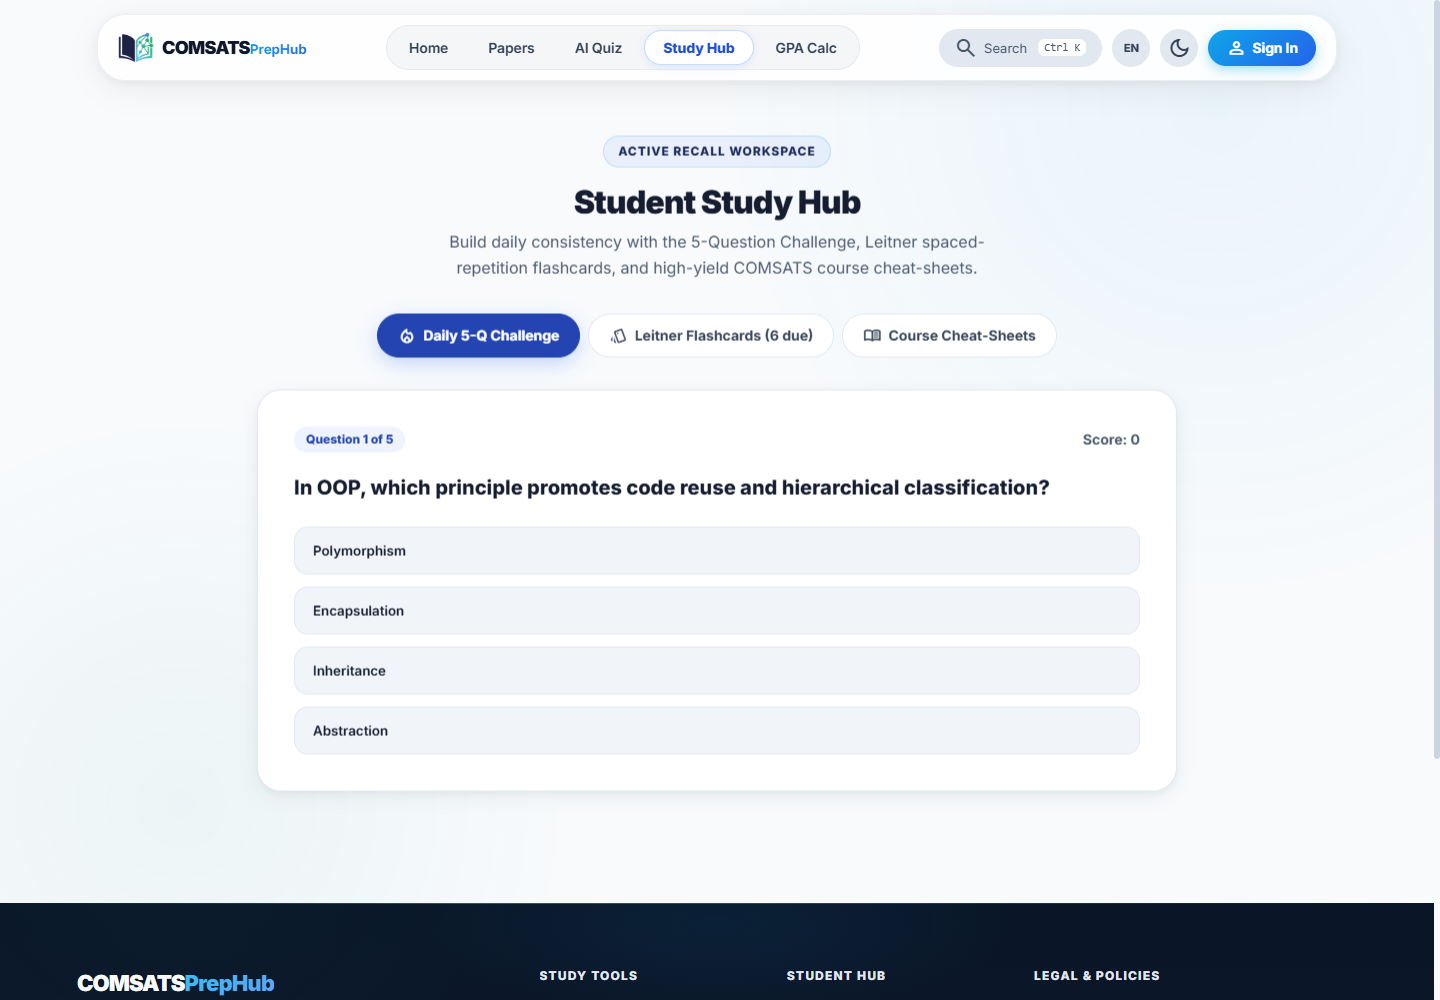 COMSATSPrepHub
Home
Papers
AI Quiz
Study Hub
GPA Calc
Search
Ctrl K
EN
Sign In
ACTIVE RECALL WORKSPACE
Student Study Hub
Build daily consistency with the 5-Question Challenge, Leitner spaced-
repetition flashcards, and high-yield COMSATS course cheat-sheets.
Daily 5-Q Challenge
Leitner Flashcards (6 due)
Course Cheat-Sheets
Question 1 of 5
Score: 0
In OOP, which principle promotes code reuse and hierarchical classification?
Polymorphism
Encapsulation
Inheritance
Abstraction
COMSATSPrepHub
STUDY TOOLS
STUDENT HUB
LEGAL & POLICIES